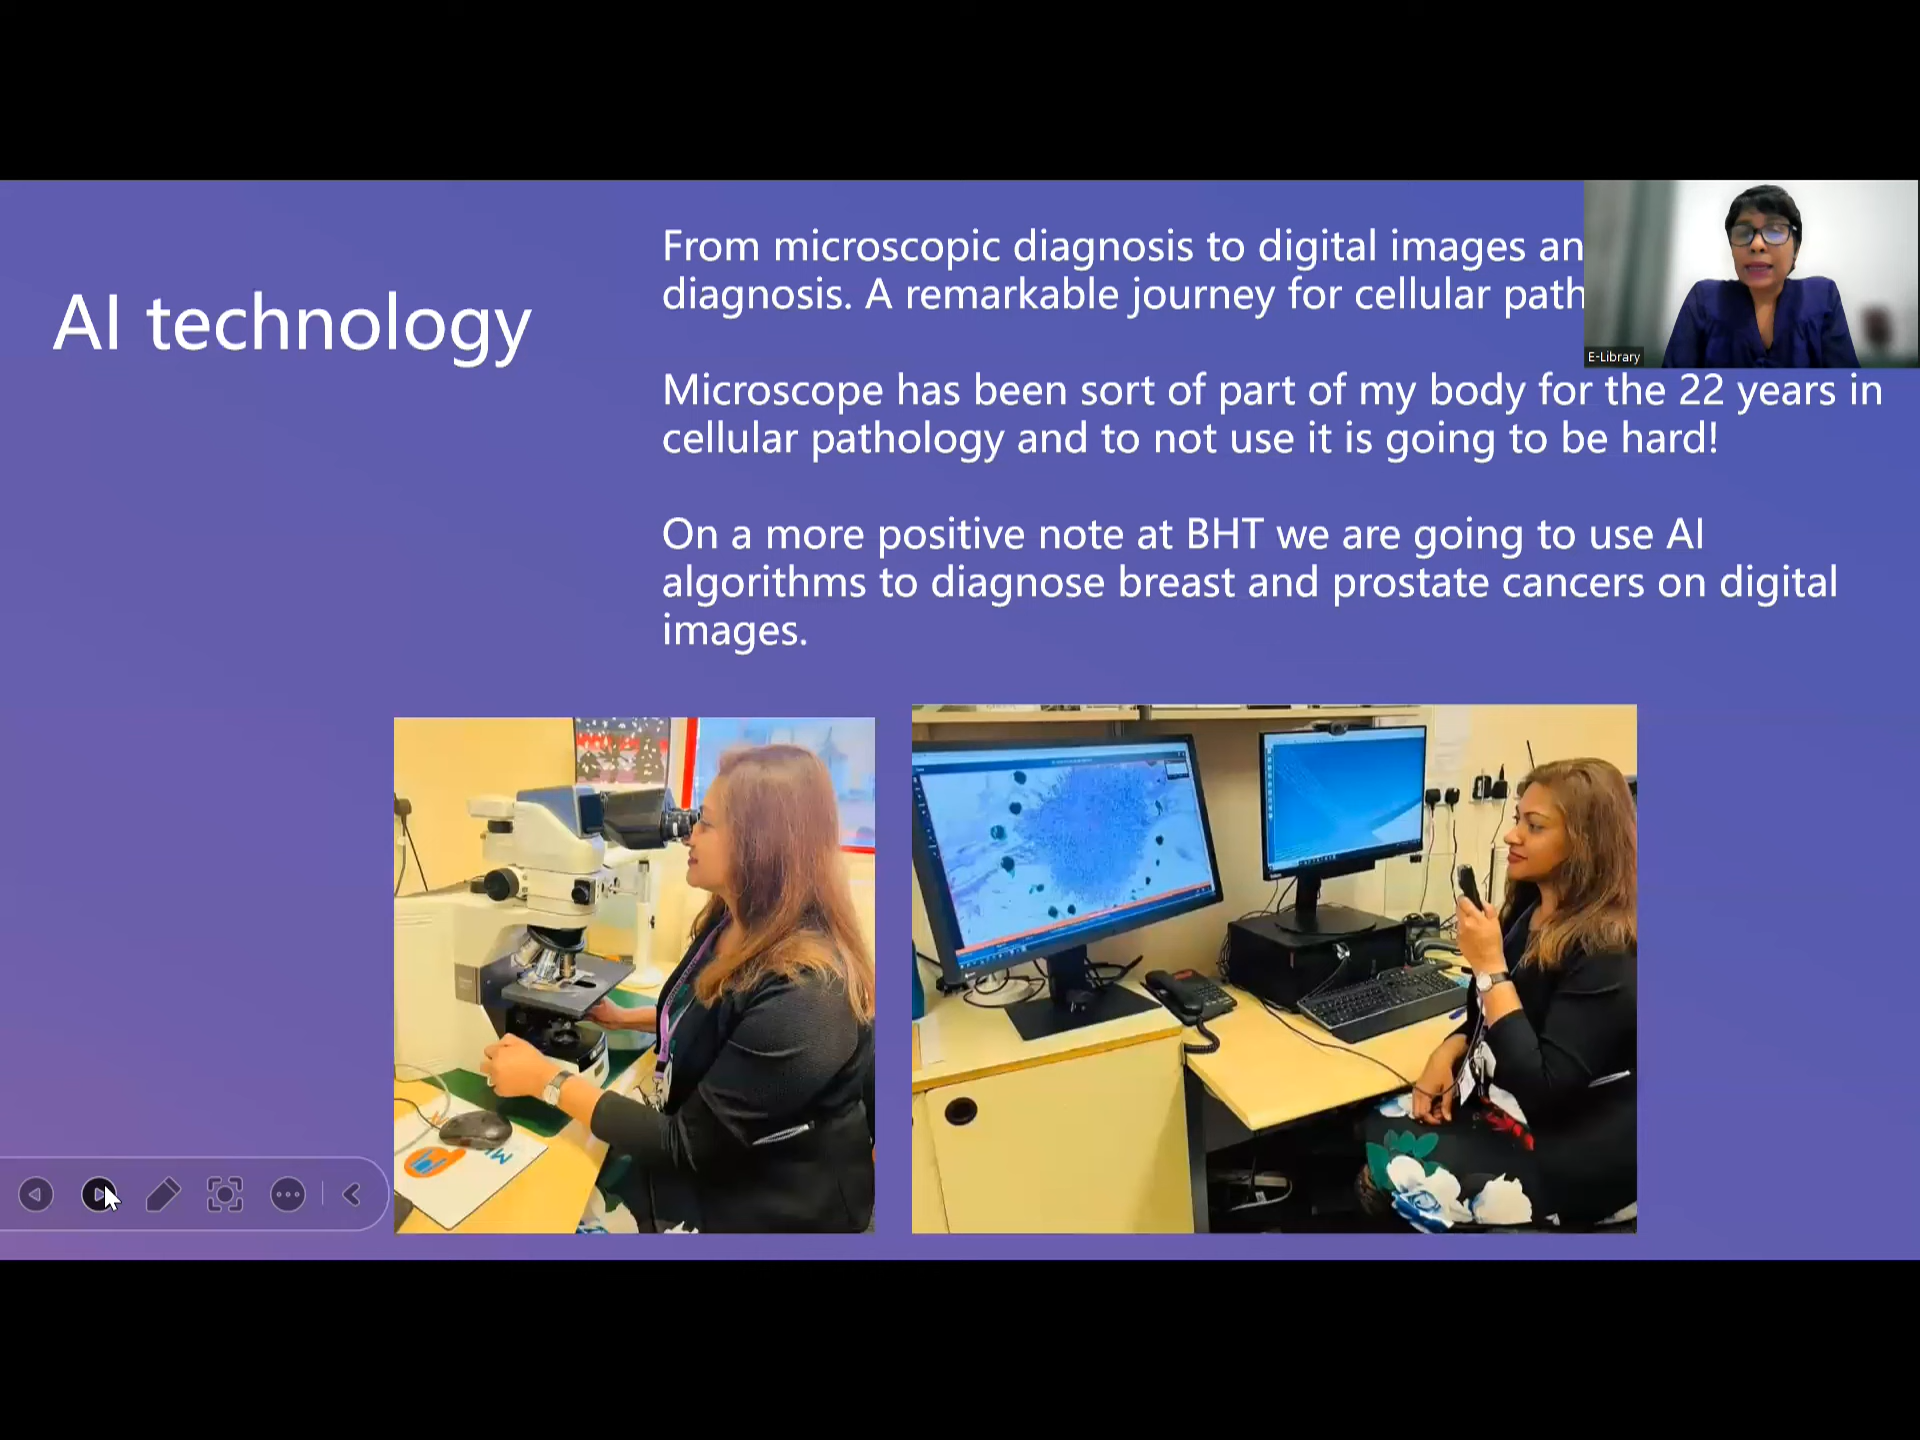 AI technology
From microscopic diagnosis to digital images an
diagnosis. A remarkable journey for cellular path
E-Library
Microscope has been sort of part of my body for the 22 years in
cellular pathology and to not use it is going to be hard!
On a more positive note at BHT we are going to use AI
algorithms to diagnose breast and prostate cancers on digital
images.